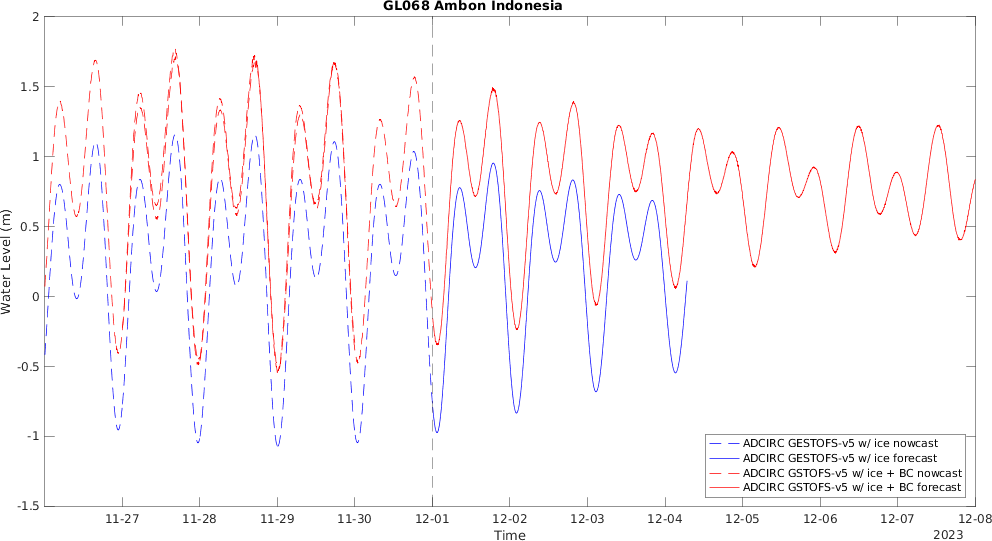 GL068 Ambon Indonesia
2
1.5
1
0.5
0
-0.5
-1
-1.5
Water Level (m)
ADCIRC GESTOFS-v5 w/ ice nowcast
ADCIRC GESTOFS-v5 w/ ice forecast
ADCIRC GSTOFS-v5 w/ ice + BC nowcast
ADCIRC GSTOFS-v5 w/ ice + BC forecast
11-27 11-28 11-29 11-30 12-01 12-02 12-03 12-04 12-05 12-06 12-07 12-08
Time
2023